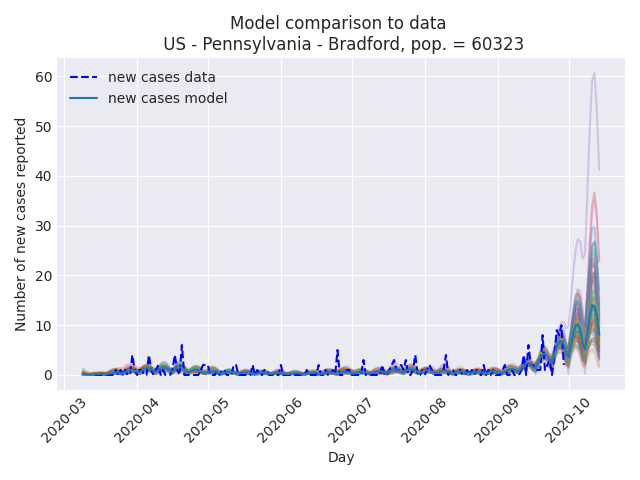 Model comparison to data
US - Pennsylvania - Bradford, pop. = 60323
new cases data
new cases model
Number of new cases reported
60
50
40
30
20
10
0
2020-03
2020-04
2020-05
2020-06
2020-07
2020-08
2020-09
2020-10
Day